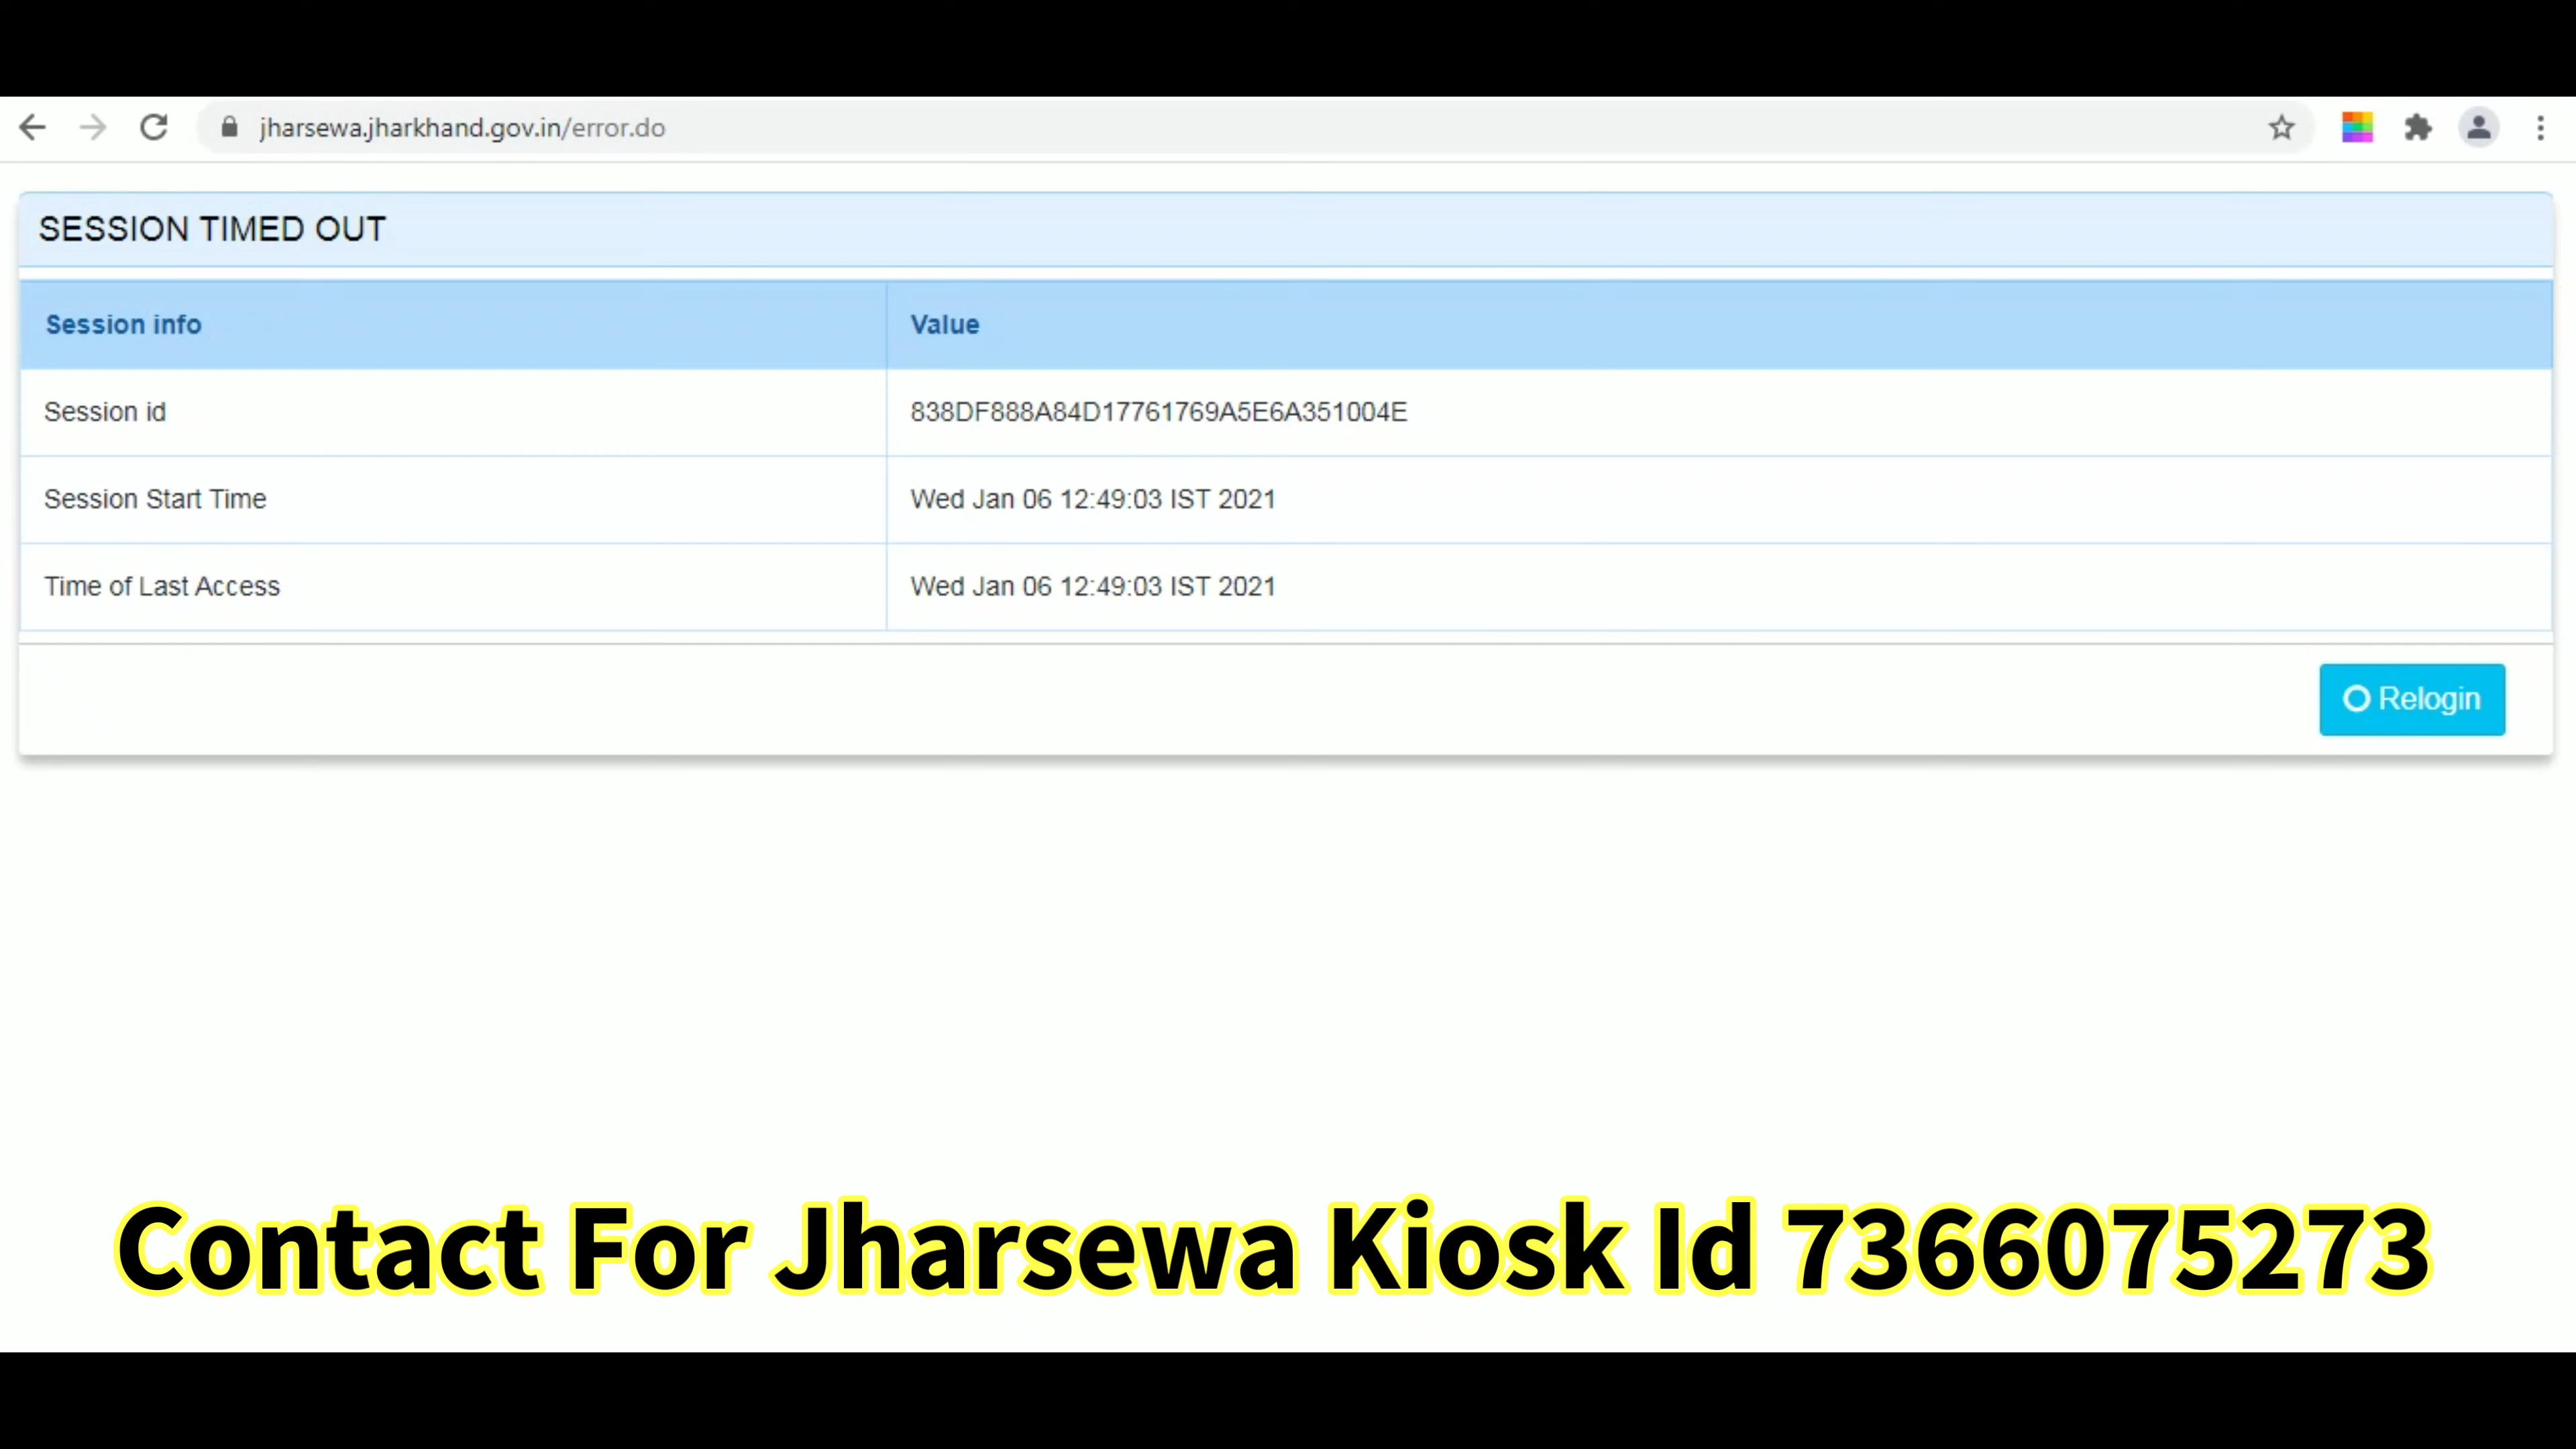 jharsewa.jharkhand.gov.in/error.do
SESSION TIMED OUT
Session info Value
Session id 838DF888A84D17761769A5E6A351004E
Session Start Time Wed Jan 06 12:49:03 IST 2021
Time of Last Access Wed Jan 06 12:49:03 IST 2021
Relogin
Contact For Jharsewa Kiosk Id 7366075273